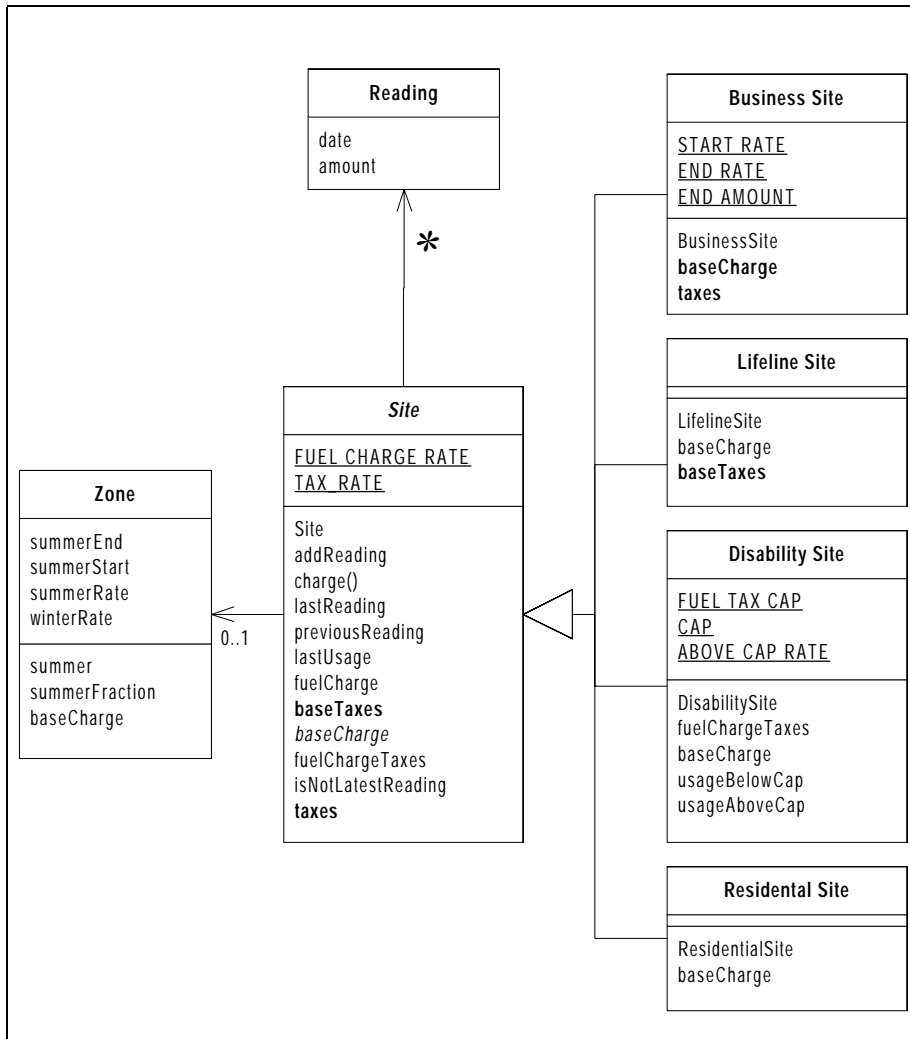 Reading
date
amount
*
Business Site
START RATE
END RATE
END AMOUNT
BusinessSite
baseCharge
taxes
Lifeline Site
LifelineSite
baseCharge
baseTaxes
Site
FUEL CHARGE RATE
TAX_RATE
Site
addReading
charge()
lastReading
previousReading
lastUsage
fuelCharge
baseTaxes
baseCharge
fuelChargeTaxes
isNotLatestReading
taxes
Zone
summerEnd
summerStart
summerRate
winterRate
summer
summerFraction
baseCharge
0..1
Disability Site
FUEL TAX CAP
CAP
ABOVE CAP RATE
DisabilitySite
fuelChargeTaxes
baseCharge
usageBelowCap
usageAboveCap
Residental Site
ResidentialSite
baseCharge